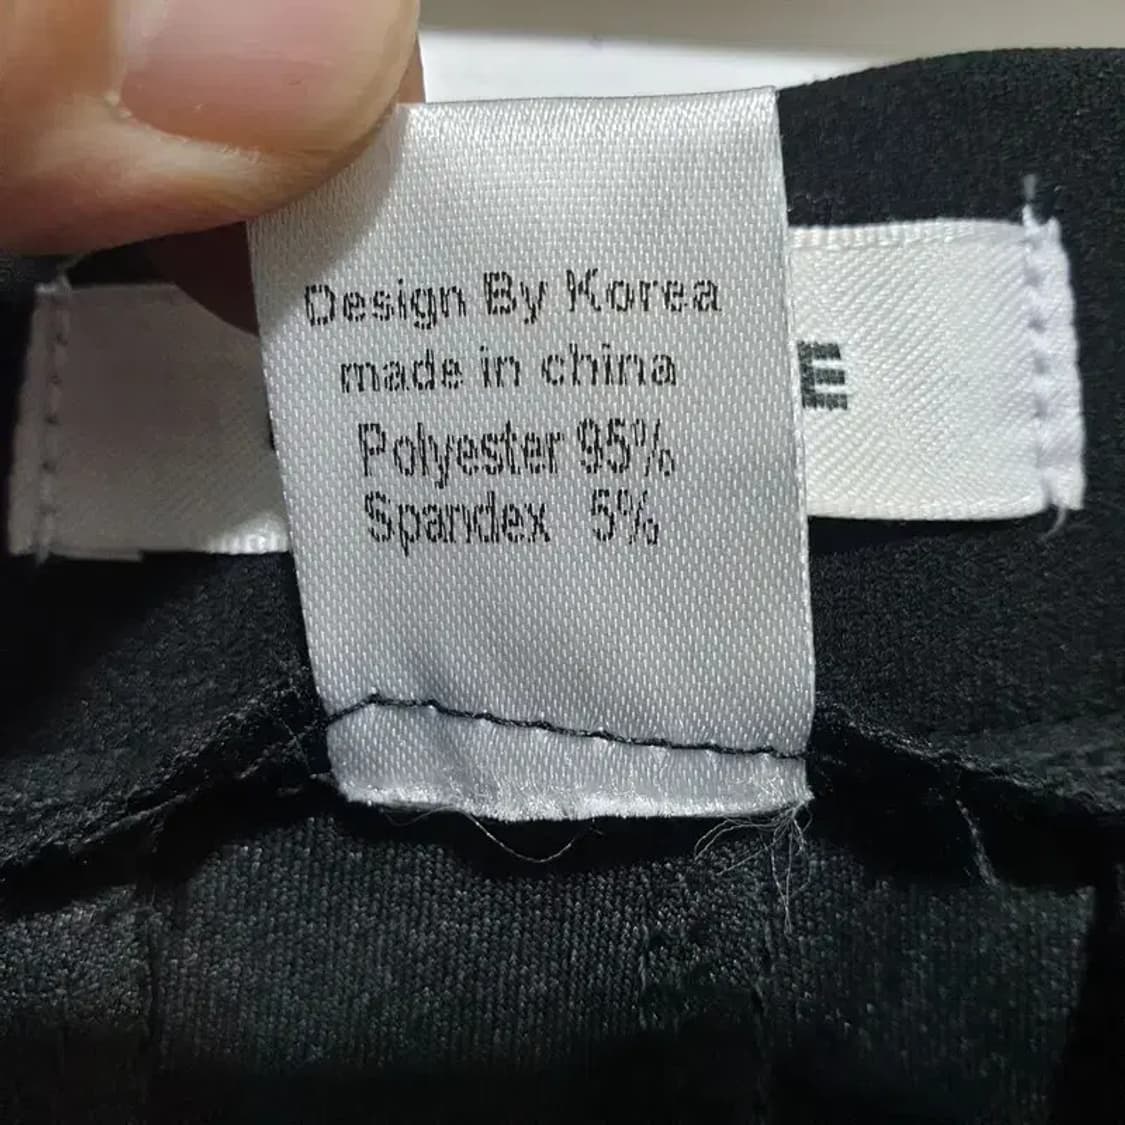 Design By Korea
made in china
Polyester 95%
Spandex 5%
E